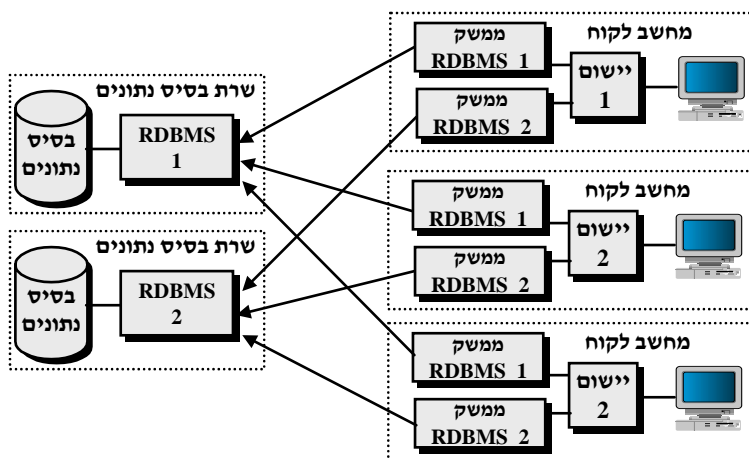 מחשב לקוח
ממשק
RDBMS 1
יישום
1
ממשק
RDBMS 2
שרת בסיס נתונים
RDBMS
1
בסיס
נתונים
מחשב לקוח
ממשק
RDBMS 1
יישום
2
ממשק
RDBMS 2
שרת בסיס נתונים
RDBMS
2
בסיס
נתונים
מחשב לקוח
ממשק
RDBMS 1
יישום
2
ממשק
RDBMS 2